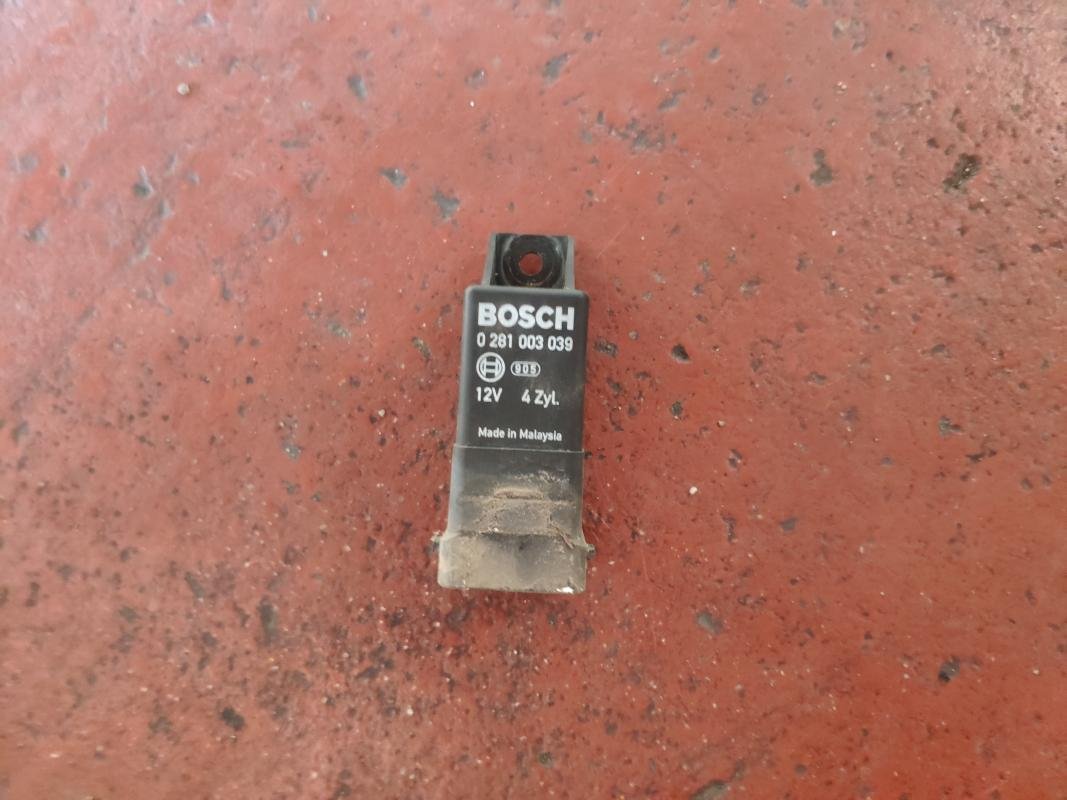 BOSCH
0 281 003 039
905
12V 4 Zyl.
Made in Malaysia